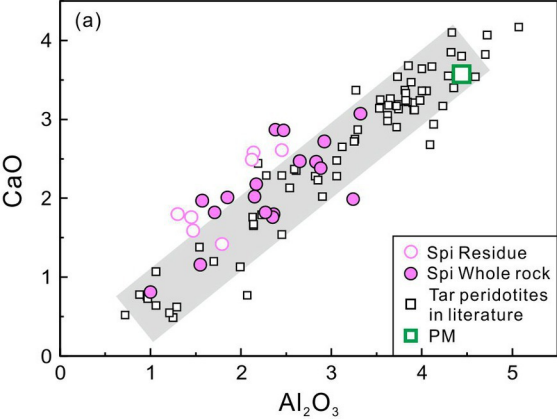 (a)
4
3
2
1
0
CaO
Spi Residue
Spi Whole rock
Tar peridotites
in literature
PM
0 1 2 3 4 5
Al₂O₃